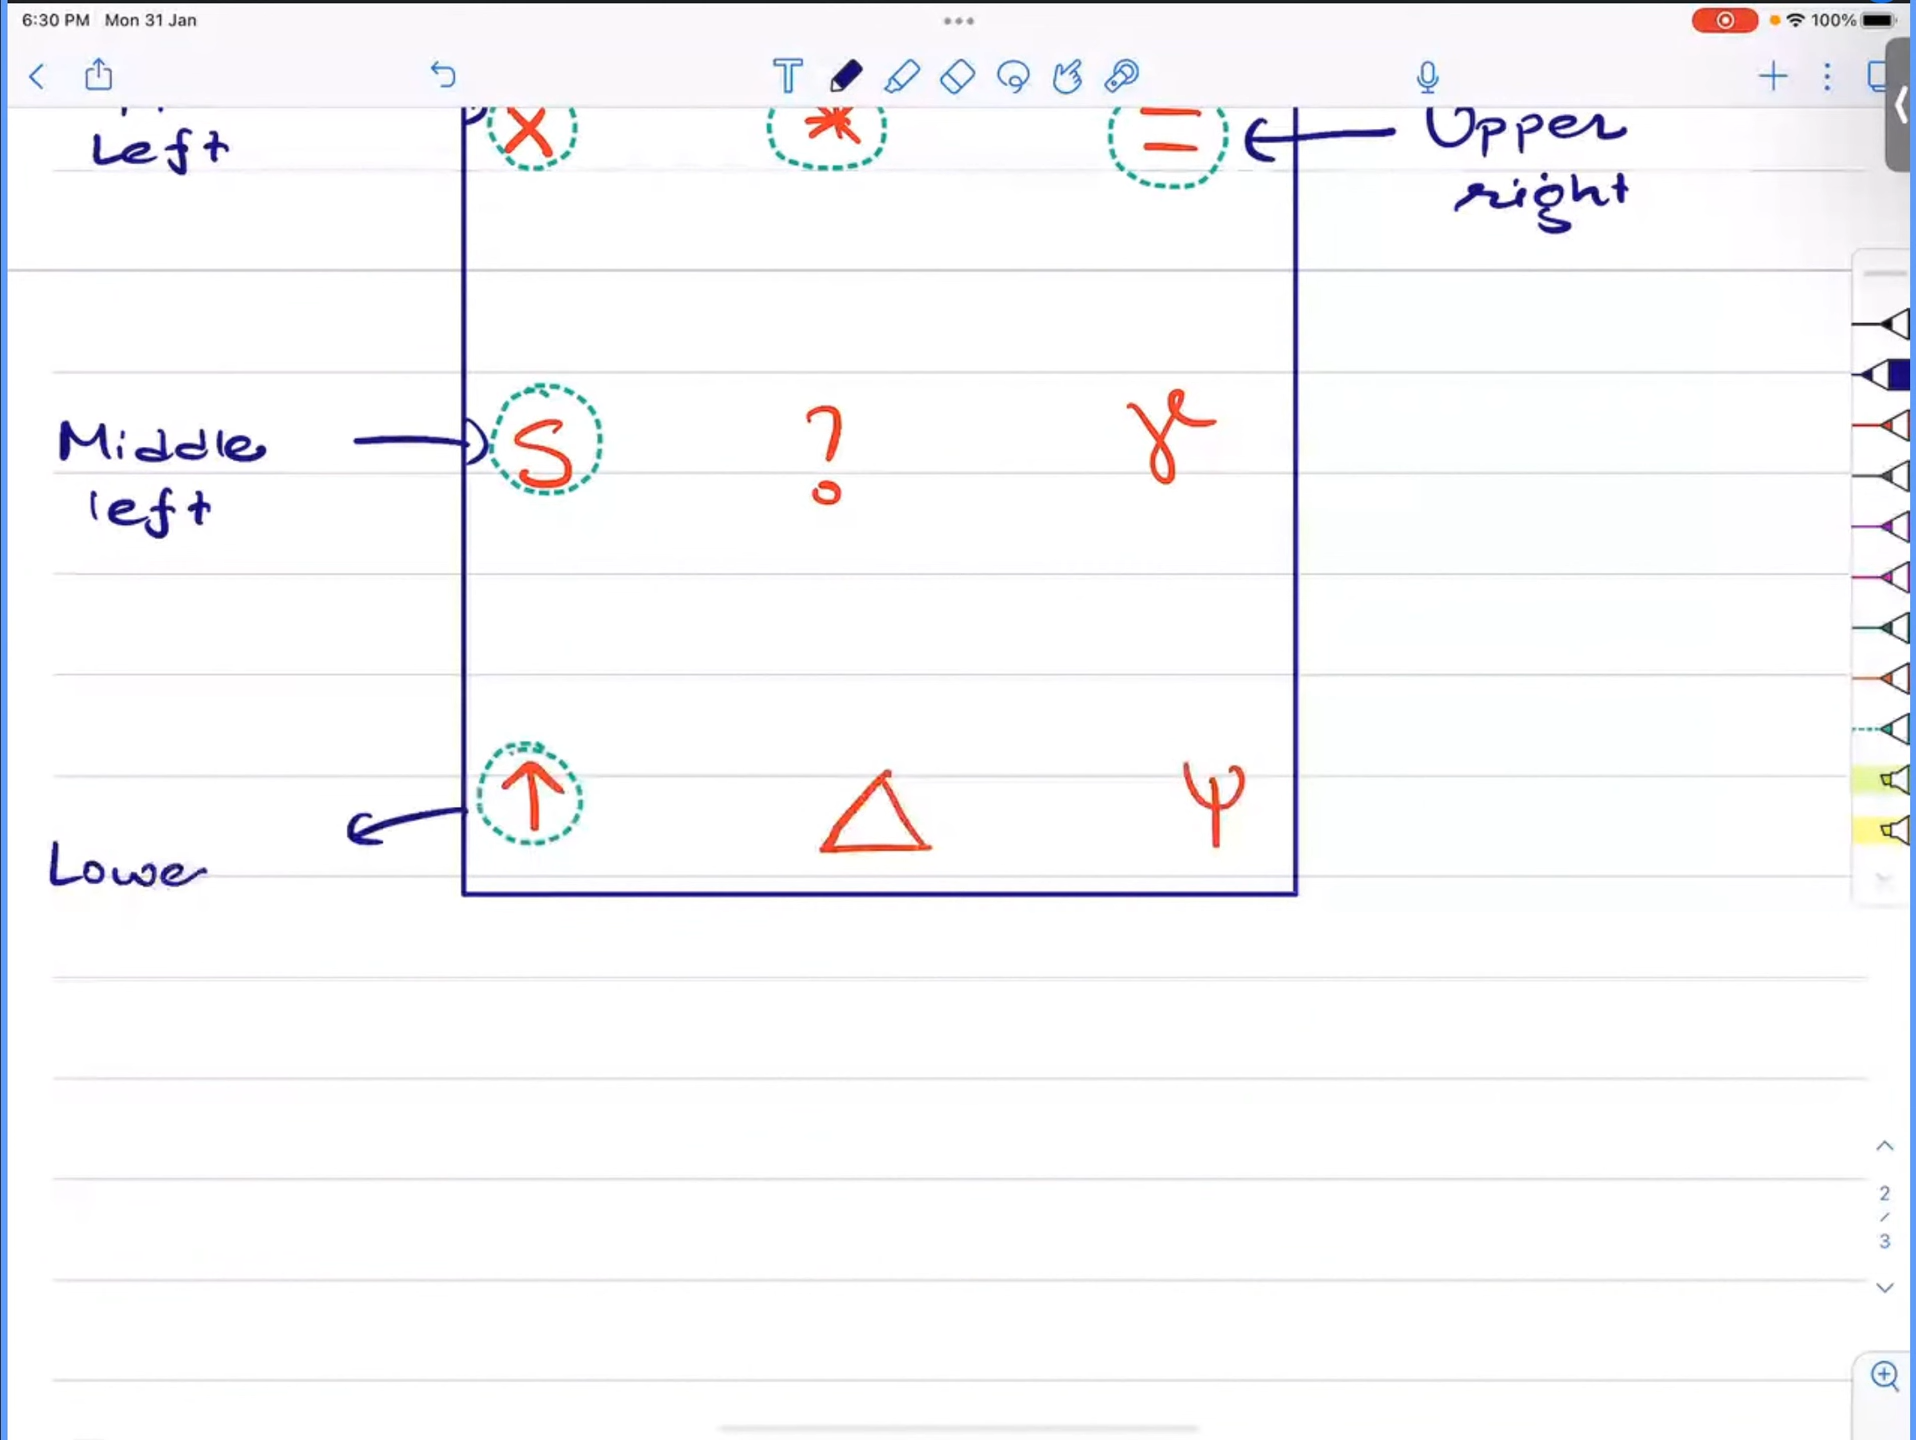 6:30 PM Mon 31 Jan
100%
T
Left
× * =
Upper
right
Middle
left
S ? γ
↑ △ ψ
Lowe
2
/
3